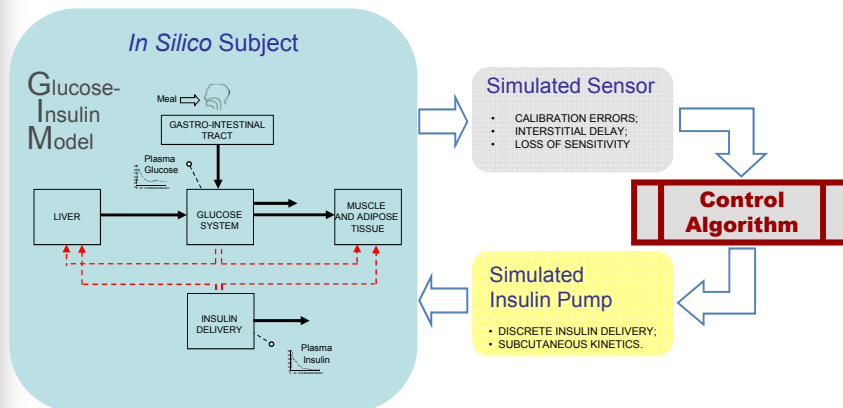 In Silico Subject
Glucose-
Insulin
Model
Meal
GASTRO-INTESTINAL
TRACT
Plasma
Glucose
LIVER
GLUCOSE
SYSTEM
MUSCLE
AND ADIPOSE
TISSUE
INSULIN
DELIVERY
Plasma
Insulin
Simulated Sensor
• CALIBRATION ERRORS;
• INTERSTITIAL DELAY;
• LOSS OF SENSITIVITY
Control
Algorithm
Simulated
Insulin Pump
• DISCRETE INSULIN DELIVERY;
• SUBCUTANEOUS KINETICS.